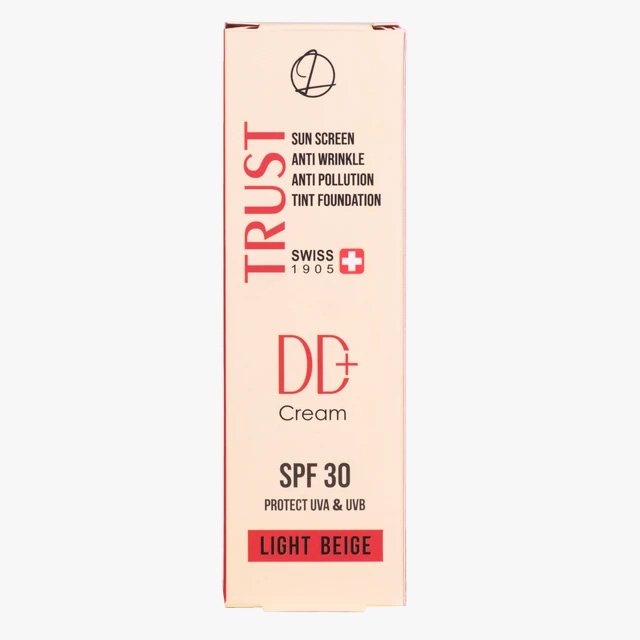 TRUST
SUN SCREEN
ANTI WRINKLE
ANTI POLLUTION
TINT FOUNDATION
SWISS
1905
DD+
Cream
SPF 30
PROTECT UVA & UVB
LIGHT BEIGE